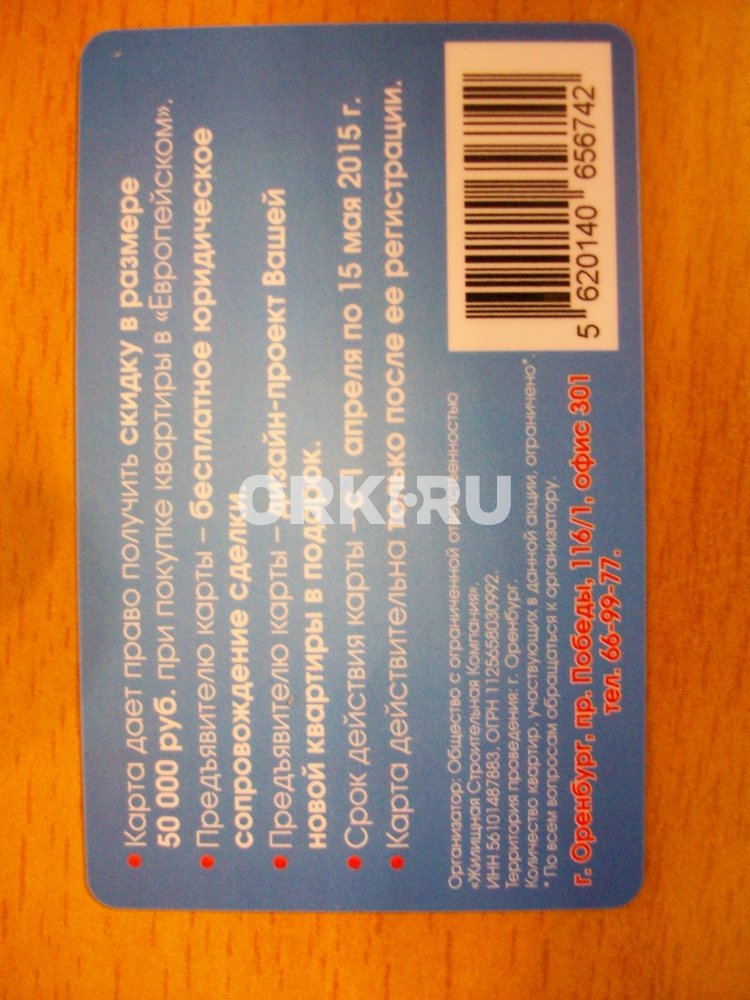 • Карта дает право получить скидку в размере
50 000 руб. при покупке квартиры в «Европейском».
• Предъявителю карты – бесплатное юридическое
сопровождение сделки
• Предъявителю карты – дизайн-проект Вашей
новой квартиры в подарок.
• Срок действия карты – с 1 апреля по 15 мая 2015 г.
• Карта действительна только после ее регистрации.
Организатор: Общество с ограниченной ответственностью
«Жилищная Строительная Компания»
ИНН 56101487883, ОГРН 1125658030992.
Территория проведения: г. Оренбург.
Количество квартир, участвующих в данной акции, ограничено*.
* По всем вопросам обращаться к организатору.
г. Оренбург, пр. Победы, 116/1, офис 301
тел. 66-99-77.
5 620140 656742
ORKI.RU